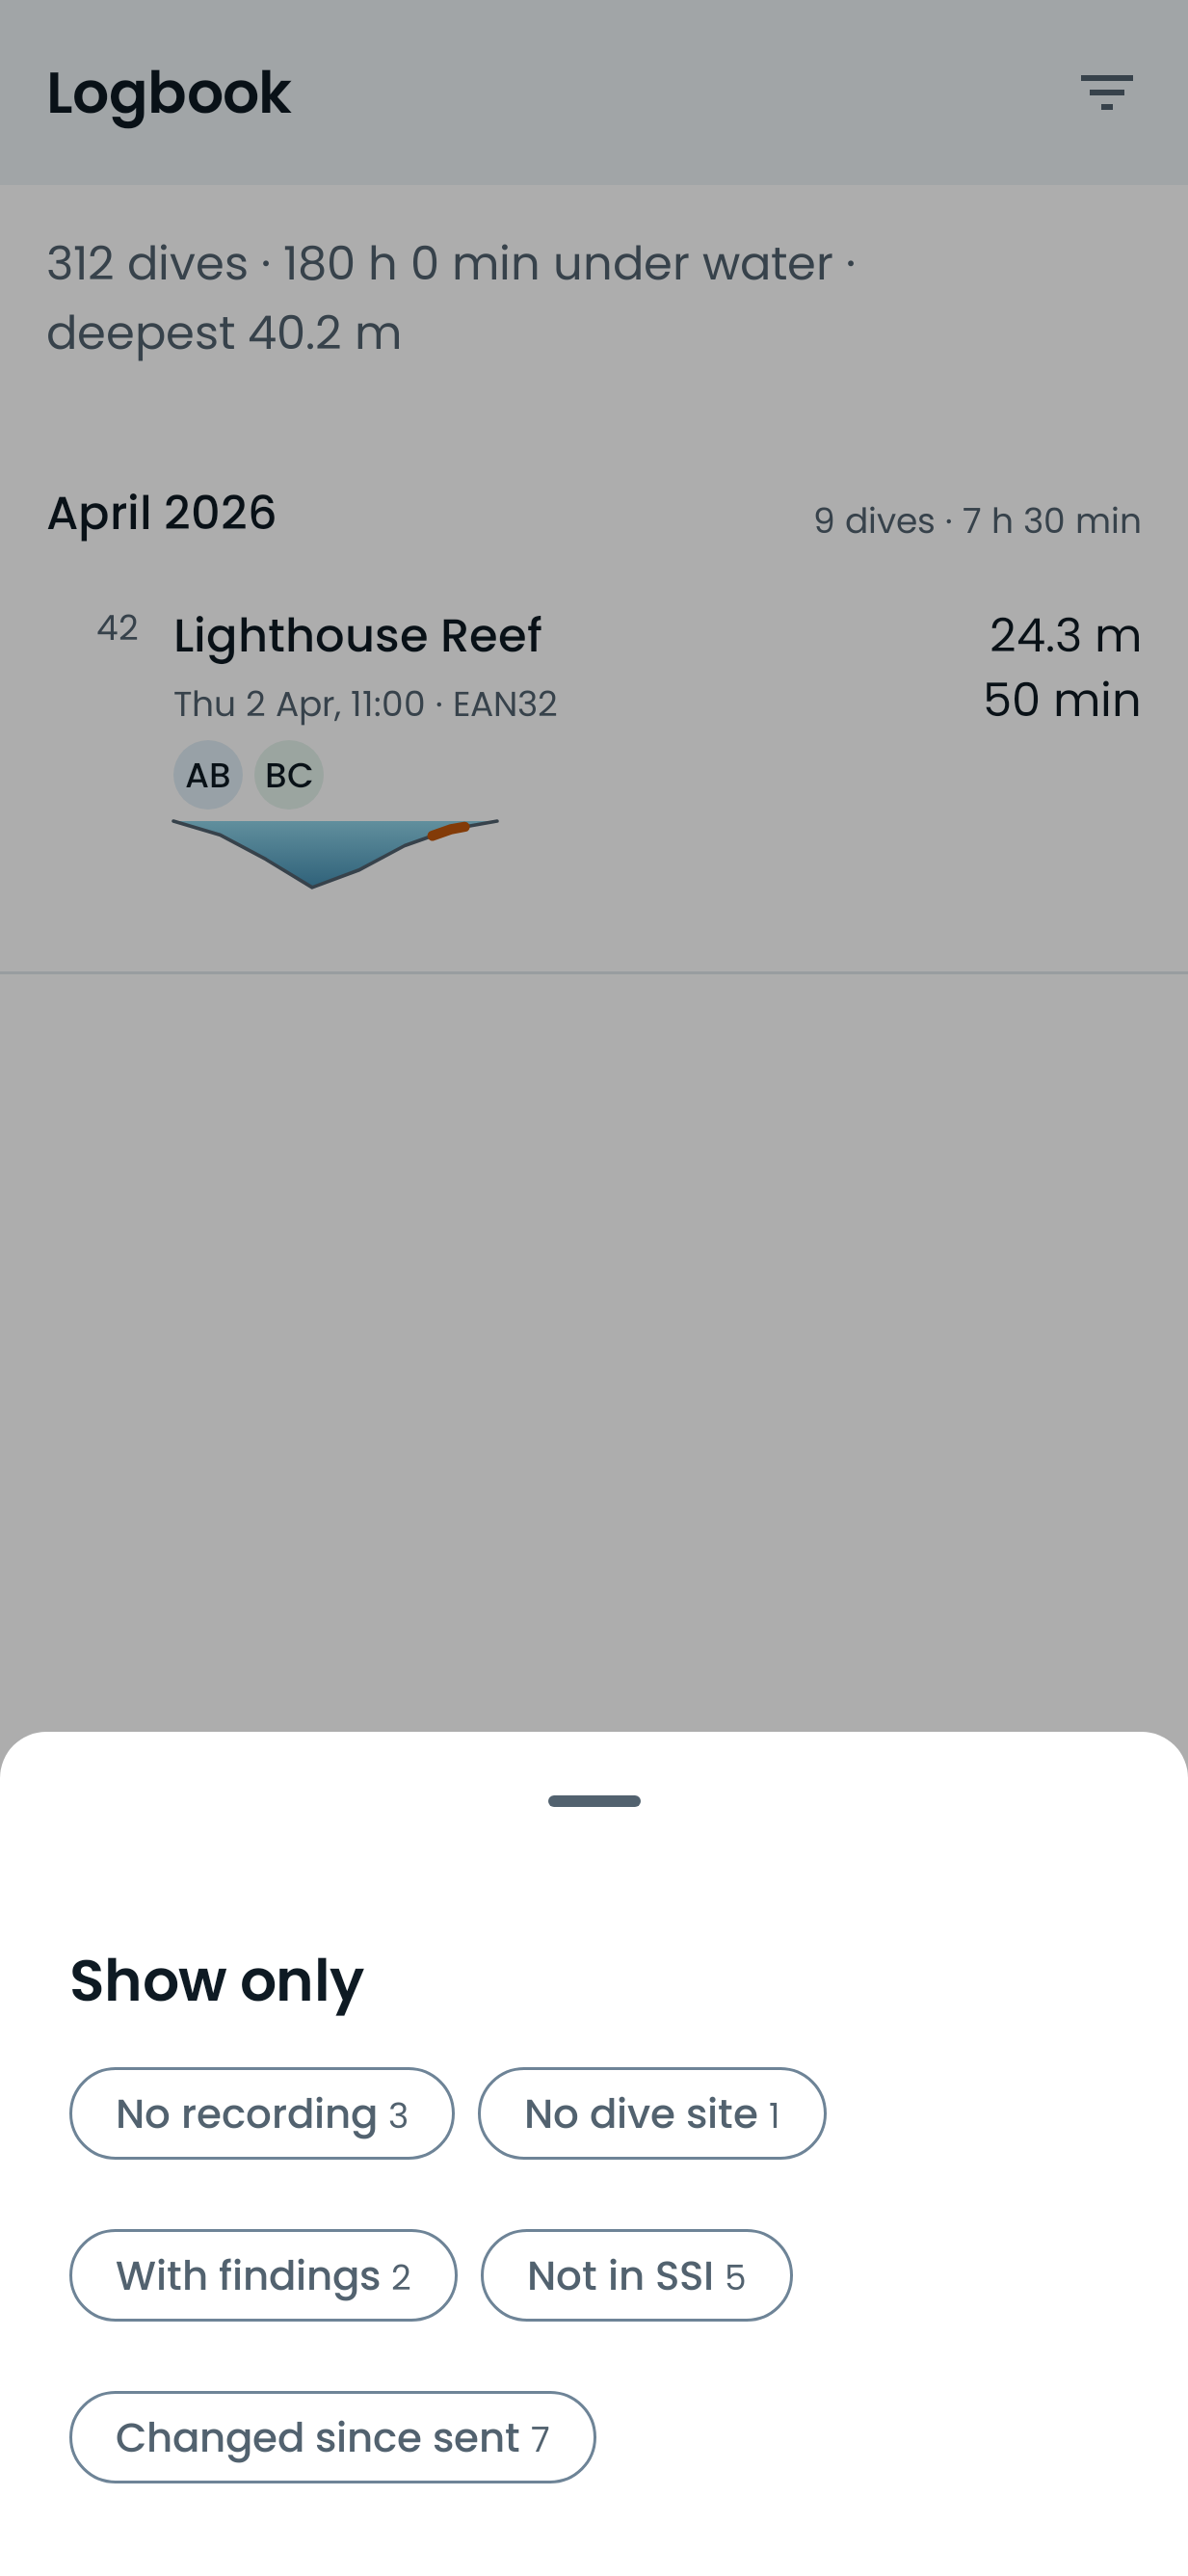 Logbook
312 dives · 180 h 0 min under water ·
deepest 40.2 m
April 2026
9 dives · 7 h 30 min
42
Lighthouse Reef
24.3 m
Thu 2 Apr, 11:00 · EAN32
50 min
AB
BC
Show only
No recording 3
No dive site 1
With findings 2
Not in SSI 5
Changed since sent 7